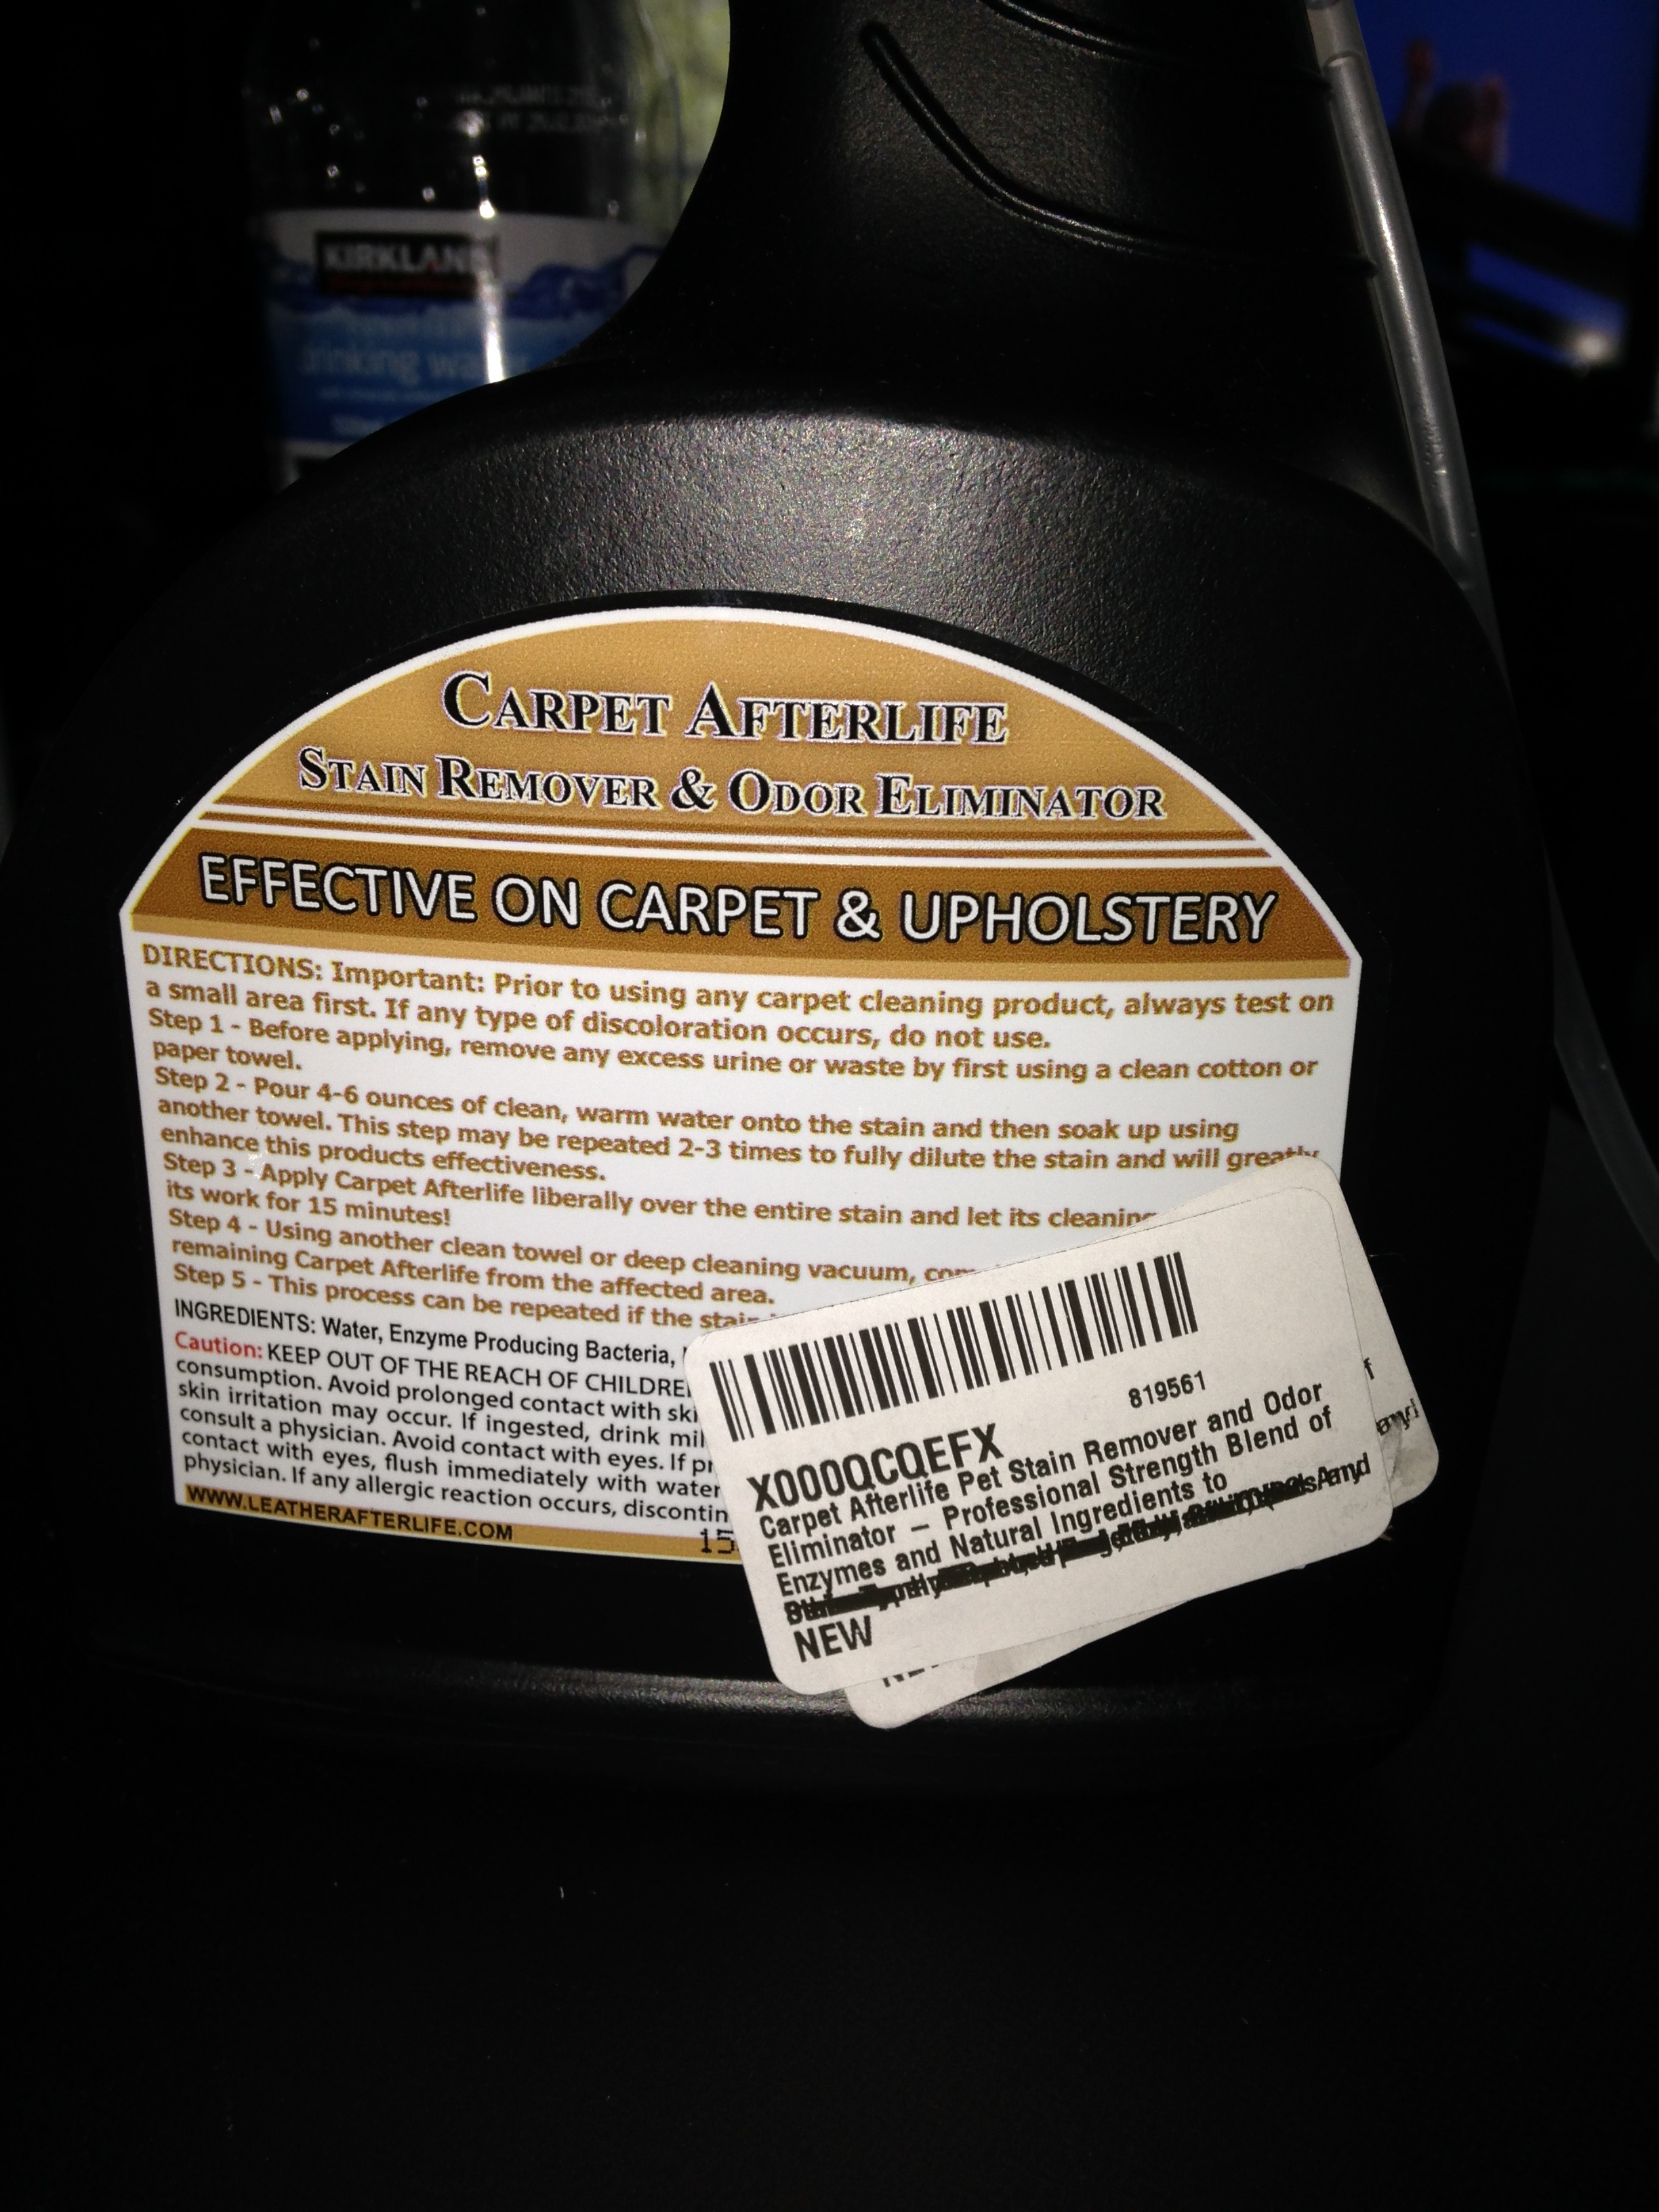 KIRKLAND
drinking water
CARPET AFTERLIFE
STAIN REMOVER & ODOR ELIMINATOR
EFFECTIVE ON CARPET & UPHOLSTERY
DIRECTIONS: Important: Prior to using any carpet cleaning product, always test on
a small area first. If any type of discoloration occurs, do not use.
Step 1 - Before applying, remove any excess urine or waste by first using a clean cotton or
paper towel.
Step 2 - Pour 4-6 ounces of clean, warm water onto the stain and then soak up using
another towel. This step may be repeated 2-3 times to fully dilute the stain and will greatly
enhance this products effectiveness.
Step 3 - Apply Carpet Afterlife liberally over the entire stain and let its cleaning
its work for 15 minutes!
Step 4 - Using another clean towel or deep cleaning vacuum,
remaining Carpet Afterlife from the affected area.
Step 5 - This process can be repeated if the stain
INGREDIENTS: Water, Enzyme Producing Bacteria,
Caution: KEEP OUT OF THE REACH OF CHILDREN
consumption. Avoid prolonged contact with
skin irritation may occur. If ingested, drink
consult a physician. Avoid contact with eyes. If
contact with eyes, flush immediately with water
physician. If any allergic reaction occurs,
WWW.LEATHERAFTERLIFE.COM
15
819561
X000QCQEFX
Carpet Afterlife Pet Stain Remover and Odor
Eliminator – Professional Strength Blend of
Enzymes and Natural Ingredients to
NEW